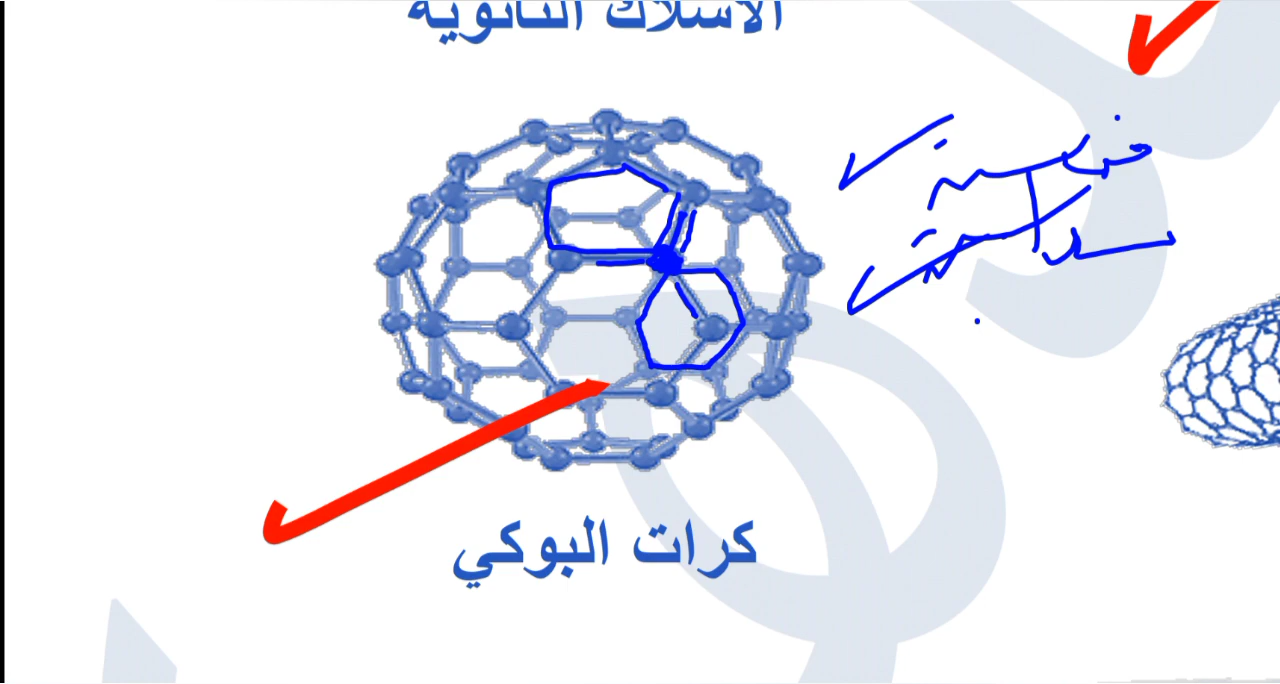 الأسلاك النانوية
خماسية
سداسية
كرات البوكي